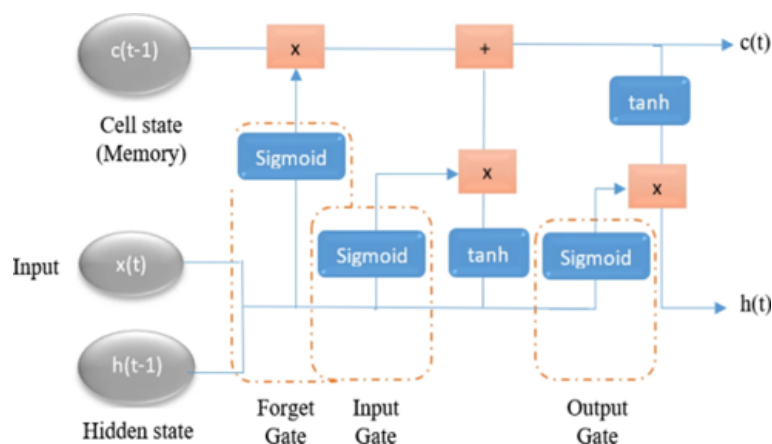 c(t-1)
x
+
c(t)
tanh
Cell state
(Memory)
Sigmoid
x
x
Input
x(t)
Sigmoid
tanh
Sigmoid
h(t)
h(t-1)
Hidden state
Forget
Gate
Input
Gate
Output
Gate